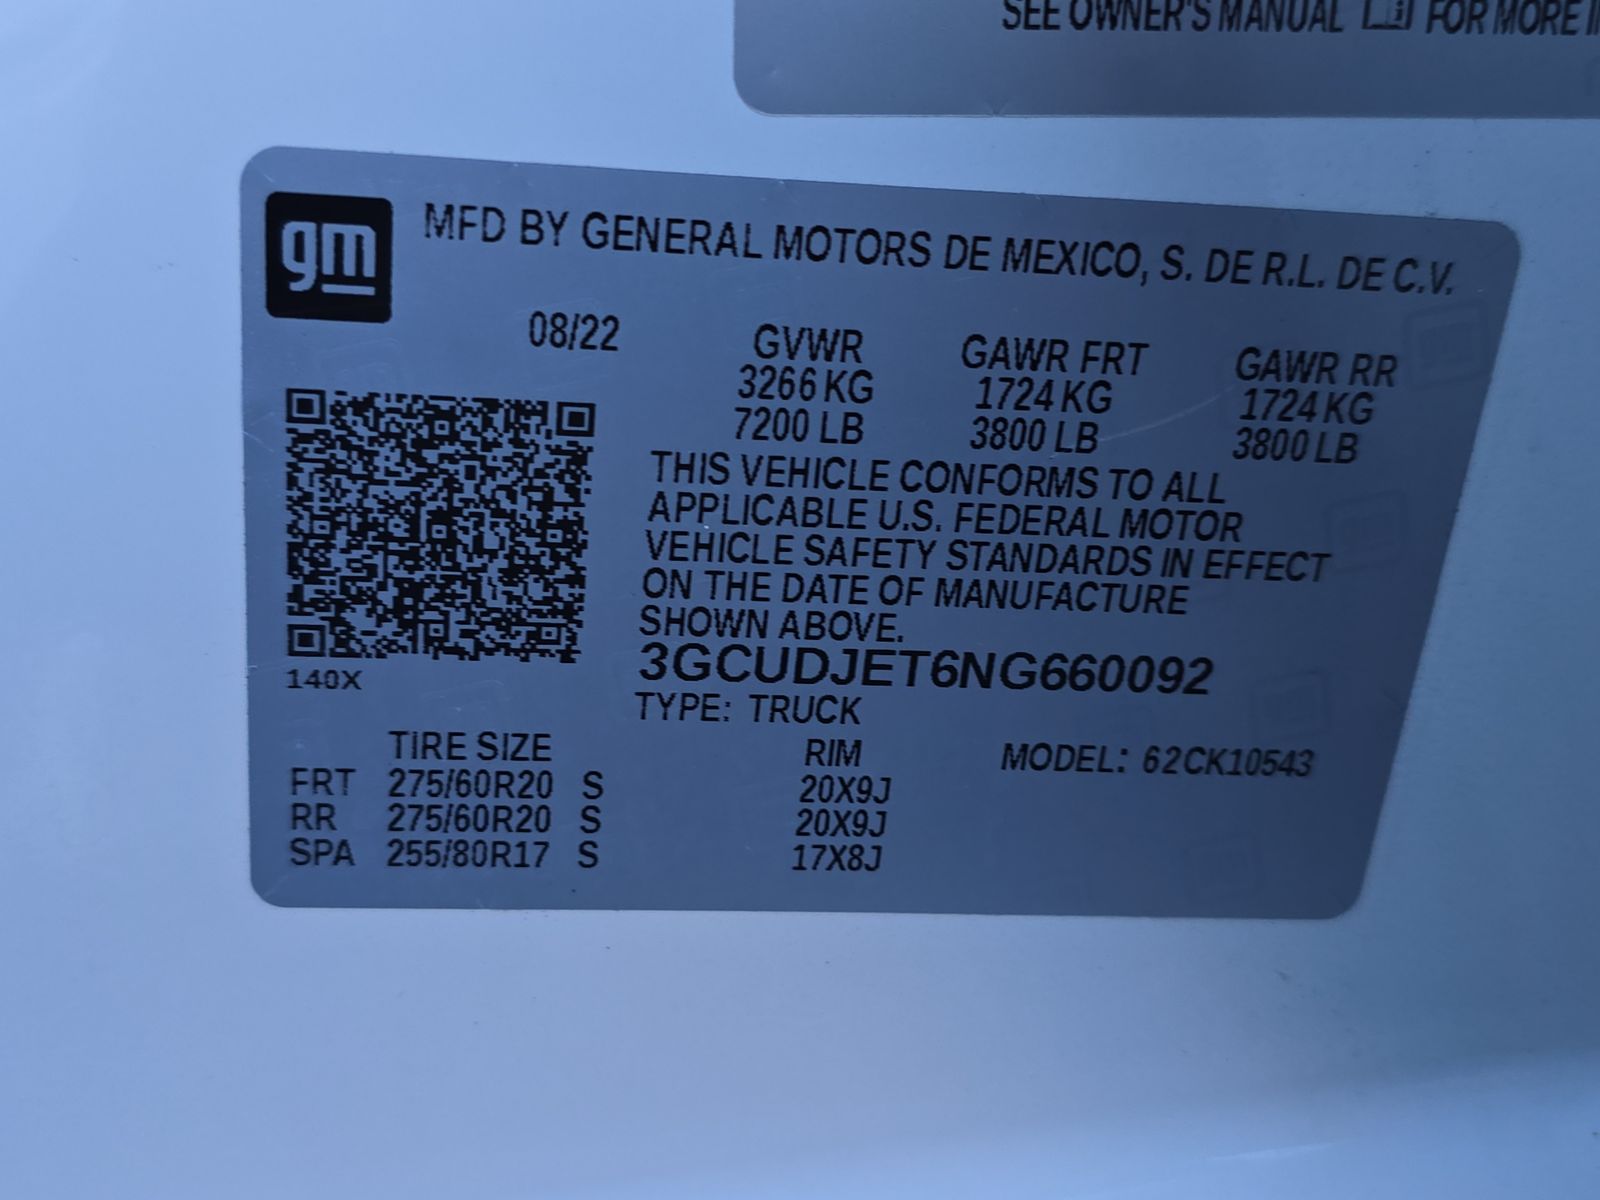 SEE OWNER'S MANUAL FOR MORE
gm
MFD BY GENERAL MOTORS DE MEXICO, S. DE R.L. DE C.V.
08/22 GVWR GAWR FRT GAWR RR
3266 KG 1724 KG 1724 KG
7200 LB 3800 LB 3800 LB
THIS VEHICLE CONFORMS TO ALL
APPLICABLE U.S. FEDERAL MOTOR
VEHICLE SAFETY STANDARDS IN EFFECT
ON THE DATE OF MANUFACTURE
SHOWN ABOVE.
3GCUDJET6NG660092
140X
TYPE: TRUCK
TIRE SIZE RIM MODEL: 62CK10543
FRT 275/60R20 S 20X9J
RR 275/60R20 S 20X9J
SPA 255/80R17 S 17X8J